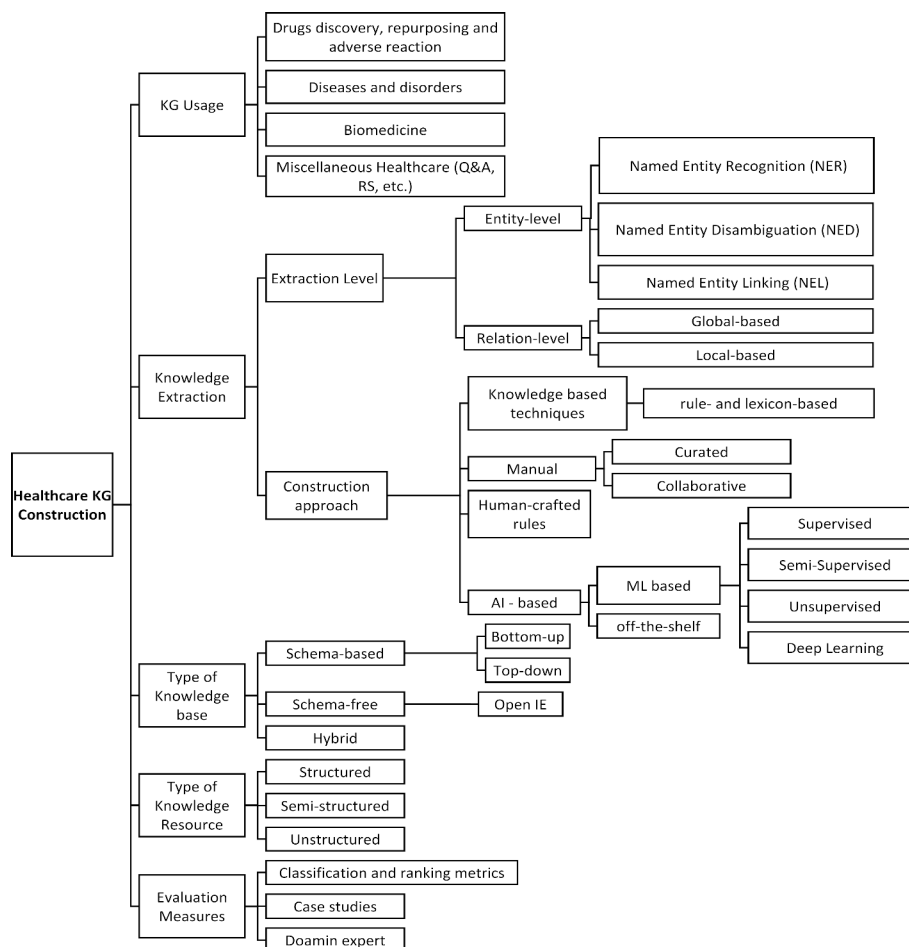 Drugs discovery, repurposing and
adverse reaction
KG Usage
Diseases and disorders
Biomedicine
Miscellaneous Healthcare (Q&A,
RS, etc.)
Named Entity Recognition (NER)
Entity-level
Named Entity Disambiguation (NED)
Extraction Level
Named Entity Linking (NEL)
Global-based
Relation-level
Local-based
Knowledge
Extraction
Knowledge based
techniques
rule- and lexicon-based
Curated
Manual
Collaborative
Healthcare KG
Construction
Construction
approach
Human-crafted
rules
Supervised
Semi-Supervised
ML based
AI - based
Unsupervised
off-the-shelf
Deep Learning
Bottom-up
Schema-based
Top-down
Type of
Knowledge
base
Schema-free
Open IE
Hybrid
Structured
Type of
Knowledge
Resource
Semi-structured
Unstructured
Classification and ranking metrics
Evaluation
Measures
Case studies
Doamin expert